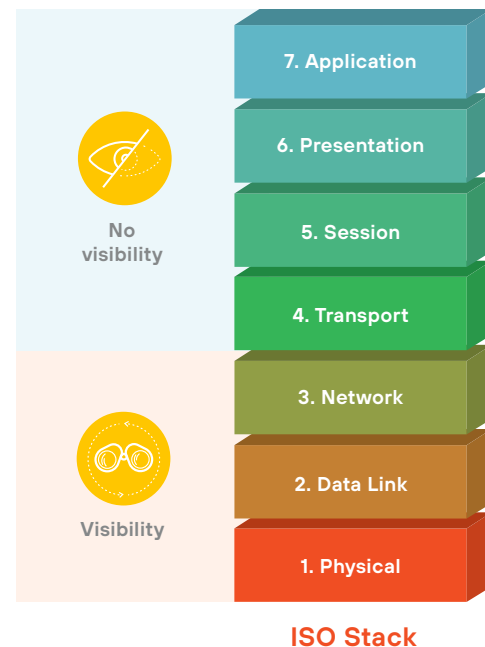 7. Application
6. Presentation
No
visibility
5. Session
4. Transport
3. Network
2. Data Link
Visibility
1. Physical
ISO Stack